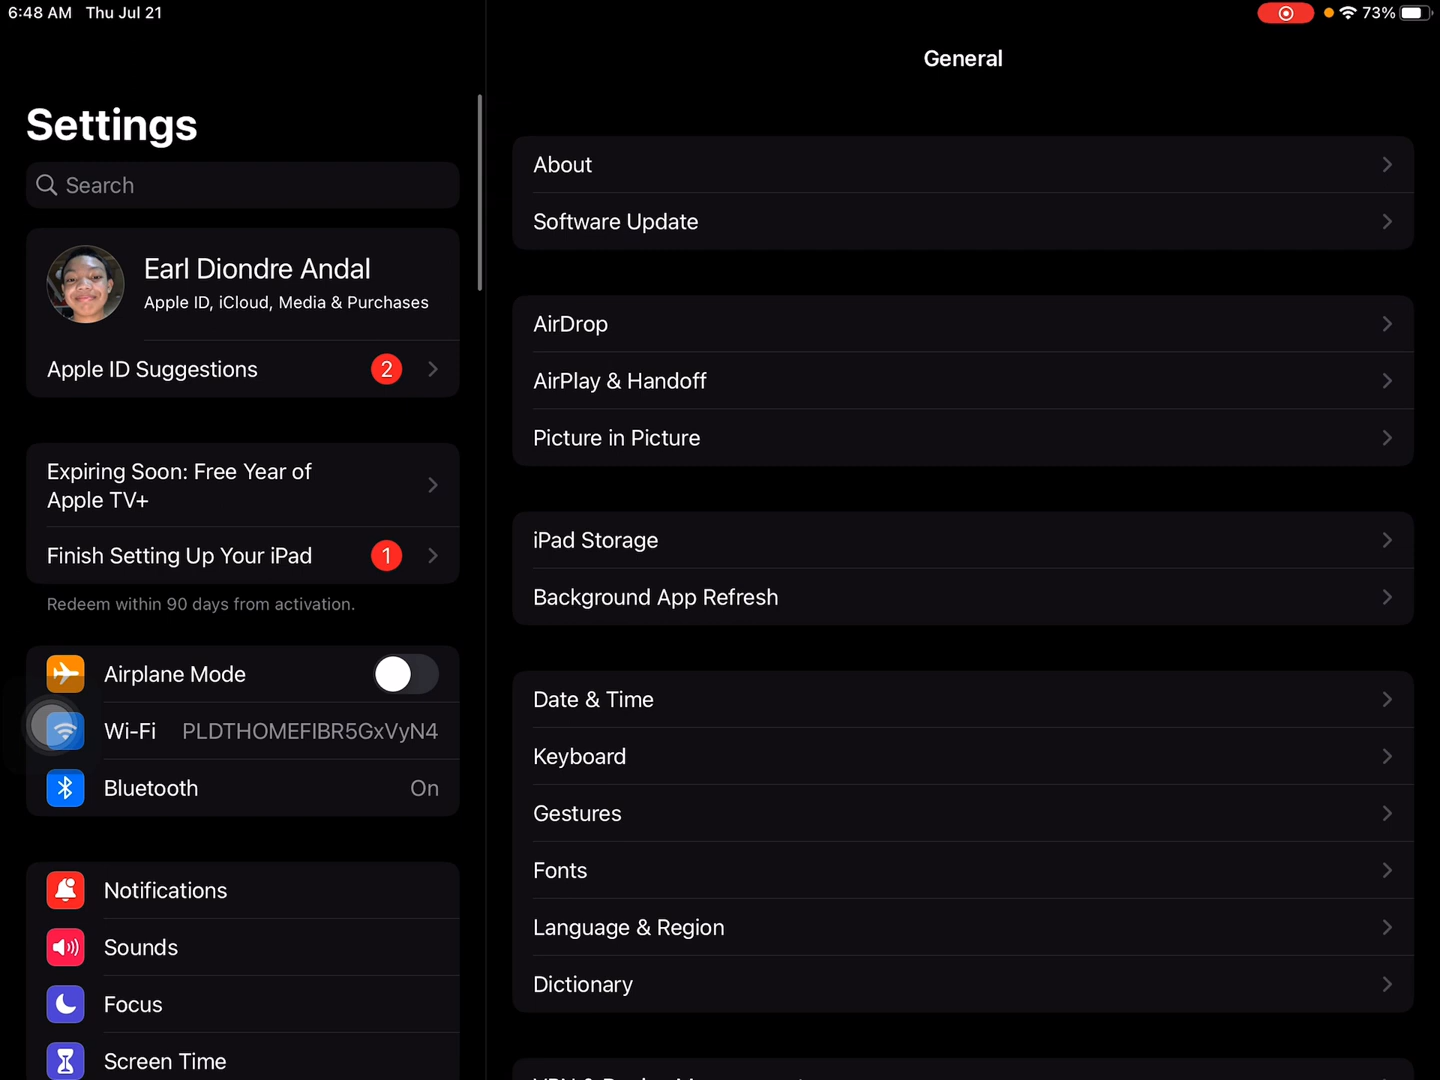 6:48 AM Thu Jul 21
73%
Settings
Search
Earl Diondre Andal
Apple ID, iCloud, Media & Purchases
Apple ID Suggestions 2
Expiring Soon: Free Year of
Apple TV+
Finish Setting Up Your iPad 1
Redeem within 90 days from activation.
Airplane Mode
Wi-Fi PLDTHOMEFIBR5GxVyN4
Bluetooth On
Notifications
Sounds
Focus
Screen Time
General
About
Software Update
AirDrop
AirPlay & Handoff
Picture in Picture
iPad Storage
Background App Refresh
Date & Time
Keyboard
Gestures
Fonts
Language & Region
Dictionary